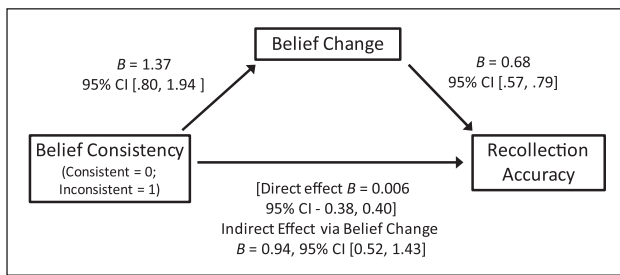 Belief Change
B = 1.37
95% CI [.80, 1.94 ]
B = 0.68
95% CI [.57, .79]
Belief Consistency
(Consistent = 0;
Inconsistent = 1)
Recollection
Accuracy
[Direct effect B = 0.006
95% CI - 0.38, 0.40]
Indirect Effect via Belief Change
B = 0.94, 95% CI [0.52, 1.43]